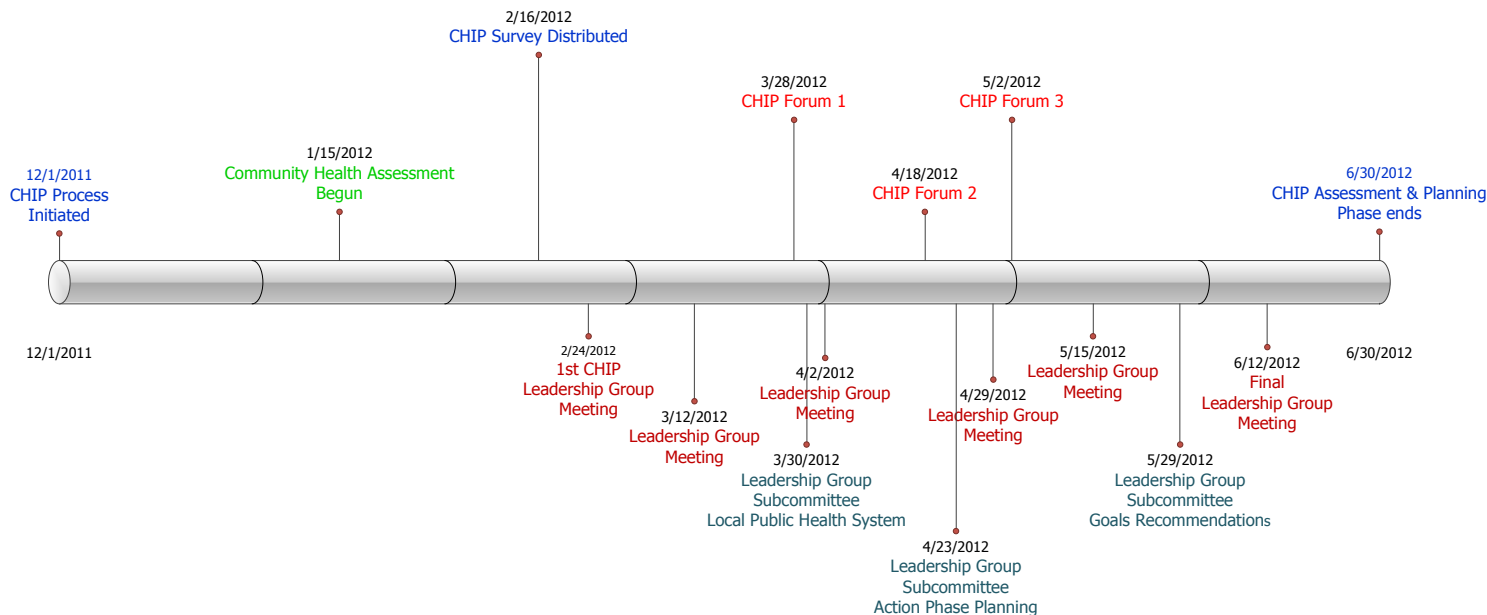 2/16/2012
CHIP Survey Distributed
3/28/2012
CHIP Forum 1
5/2/2012
CHIP Forum 3
1/15/2012
Community Health Assessment
Begun
12/1/2011
CHIP Process
Initiated
4/18/2012
CHIP Forum 2
6/30/2012
CHIP Assessment & Planning
Phase ends
12/1/2011
6/30/2012
2/24/2012
1st CHIP
Leadership Group
Meeting
3/12/2012
Leadership Group
Meeting
4/2/2012
Leadership Group
Meeting
3/30/2012
Leadership Group
Subcommittee
Local Public Health System
4/29/2012
Leadership Group
Meeting
4/23/2012
Leadership Group
Subcommittee
Action Phase Planning
5/15/2012
Leadership Group
Meeting
5/29/2012
Leadership Group
Subcommittee
Goals Recommendations
6/12/2012
Final
Leadership Group
Meeting